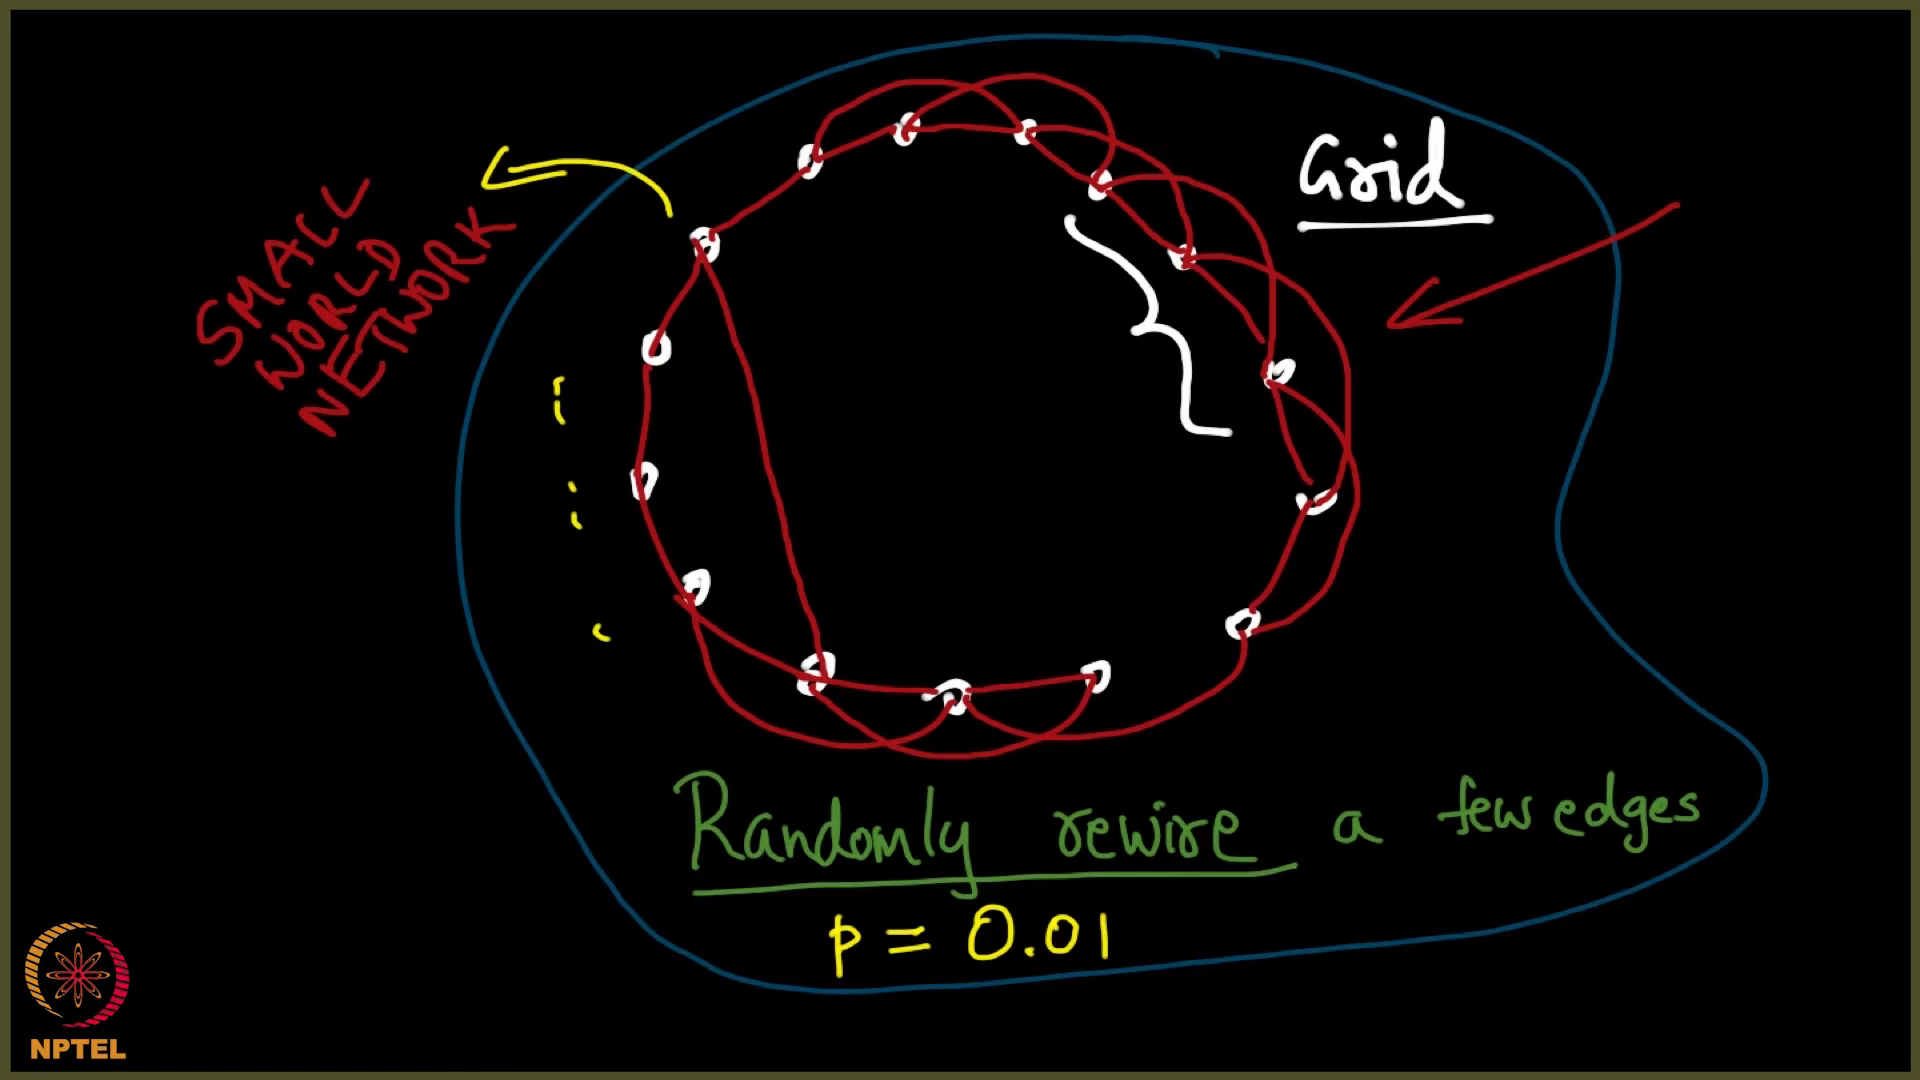 Grid
SMALL
WORLD
NETWORK
Randomly rewire a few edges
p = 0.01
NPTEL